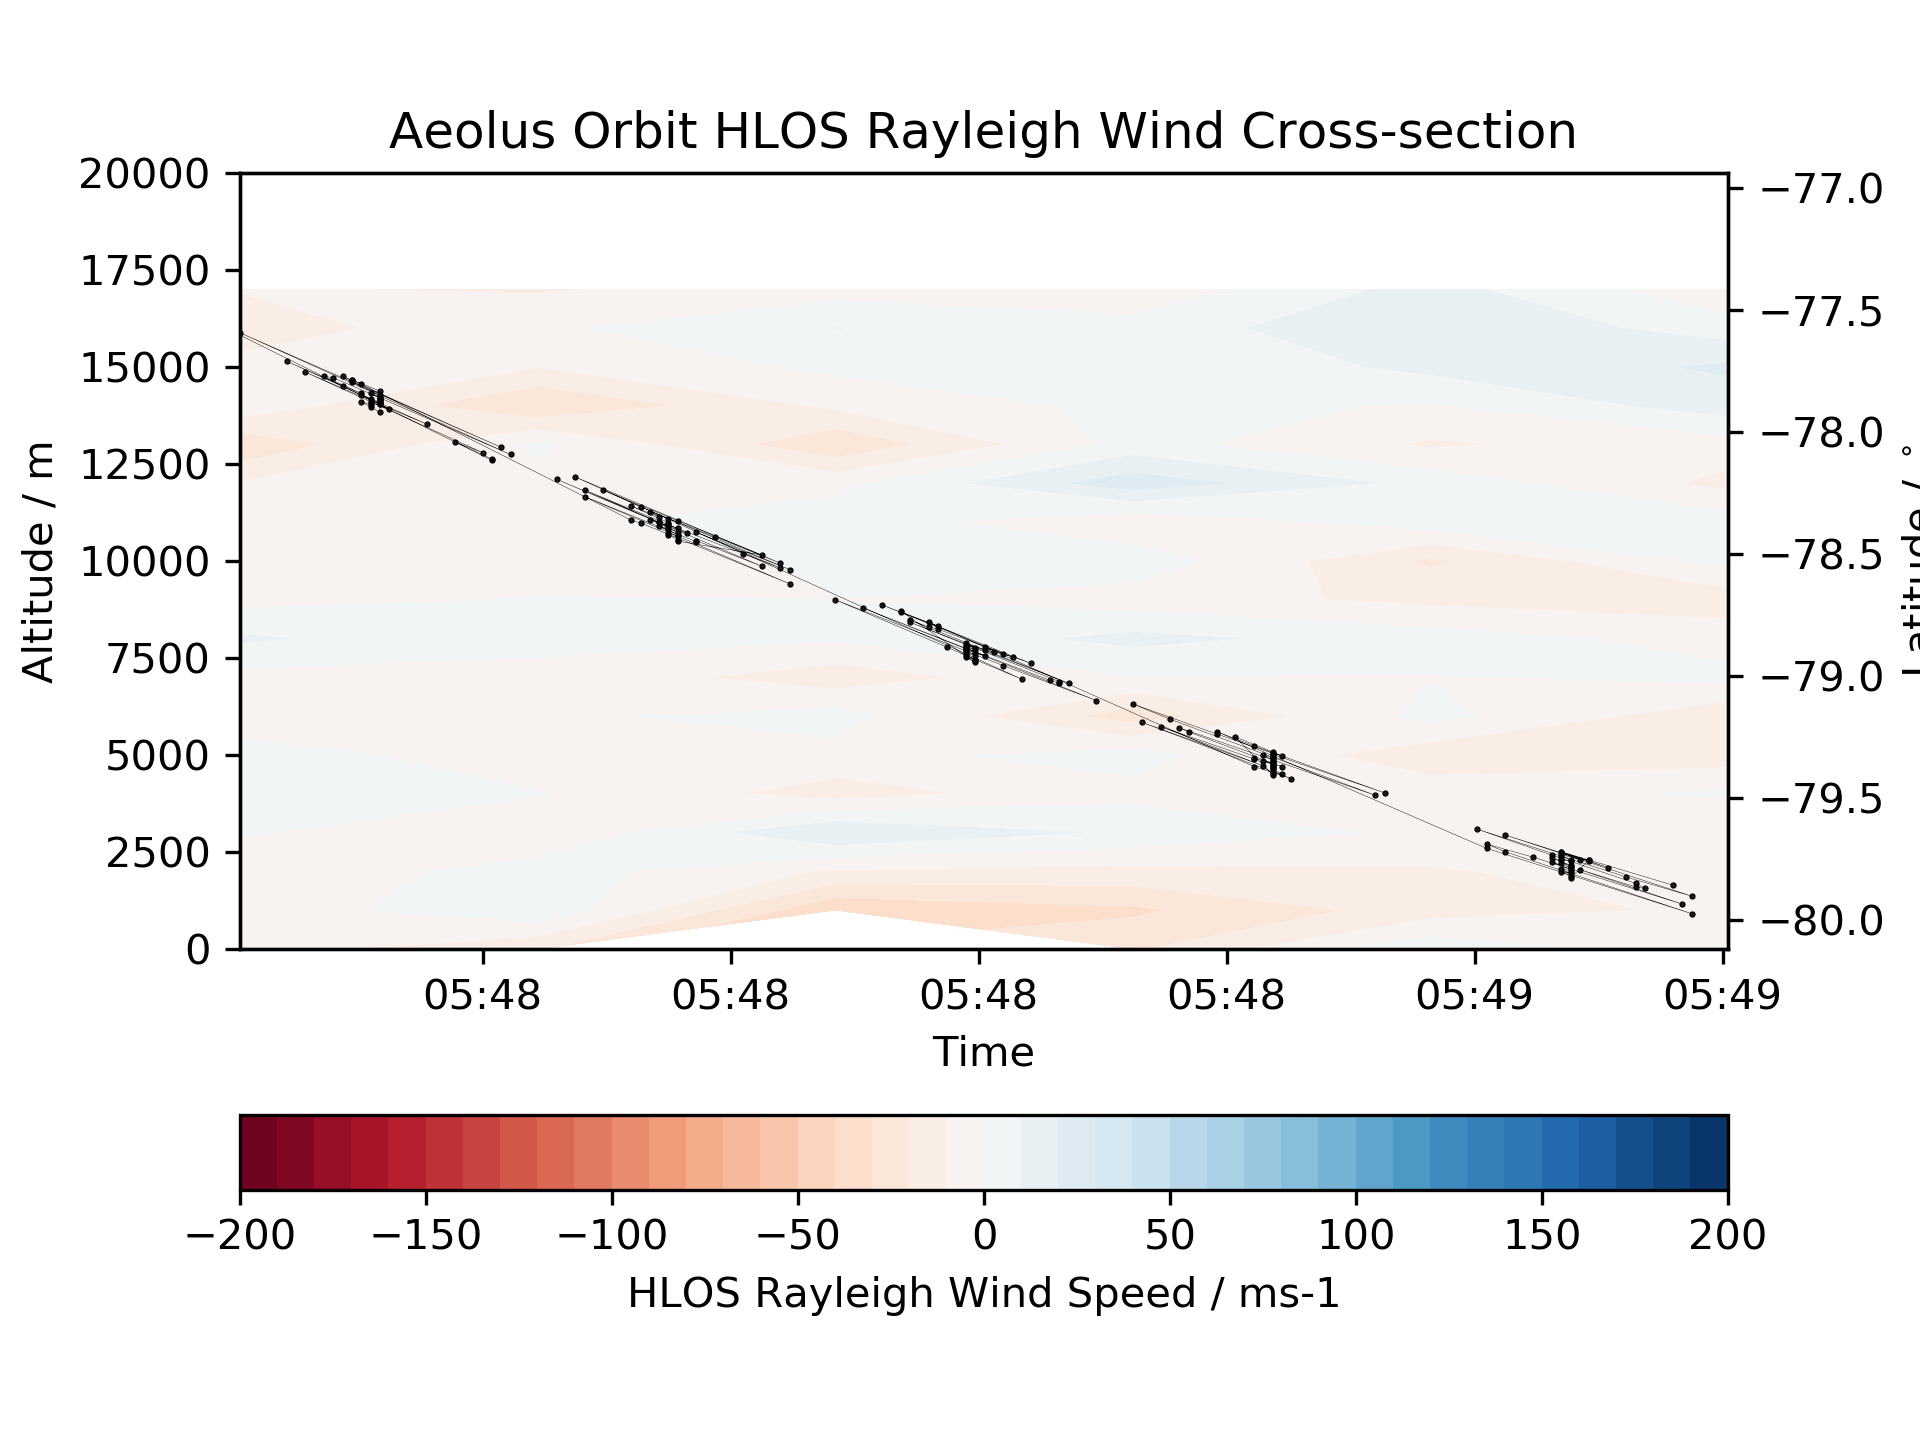 Aeolus Orbit HLOS Rayleigh Wind Cross-section
20000
17500
15000
12500
10000
7500
5000
2500
0
Altitude / m
−77.0
−77.5
−78.0
−78.5
−79.0
−79.5
−80.0
Latitude / °
05:48 05:48 05:48 05:48 05:49 05:49
Time
−200 −150 −100 −50 0 50 100 150 200
HLOS Rayleigh Wind Speed / ms-1